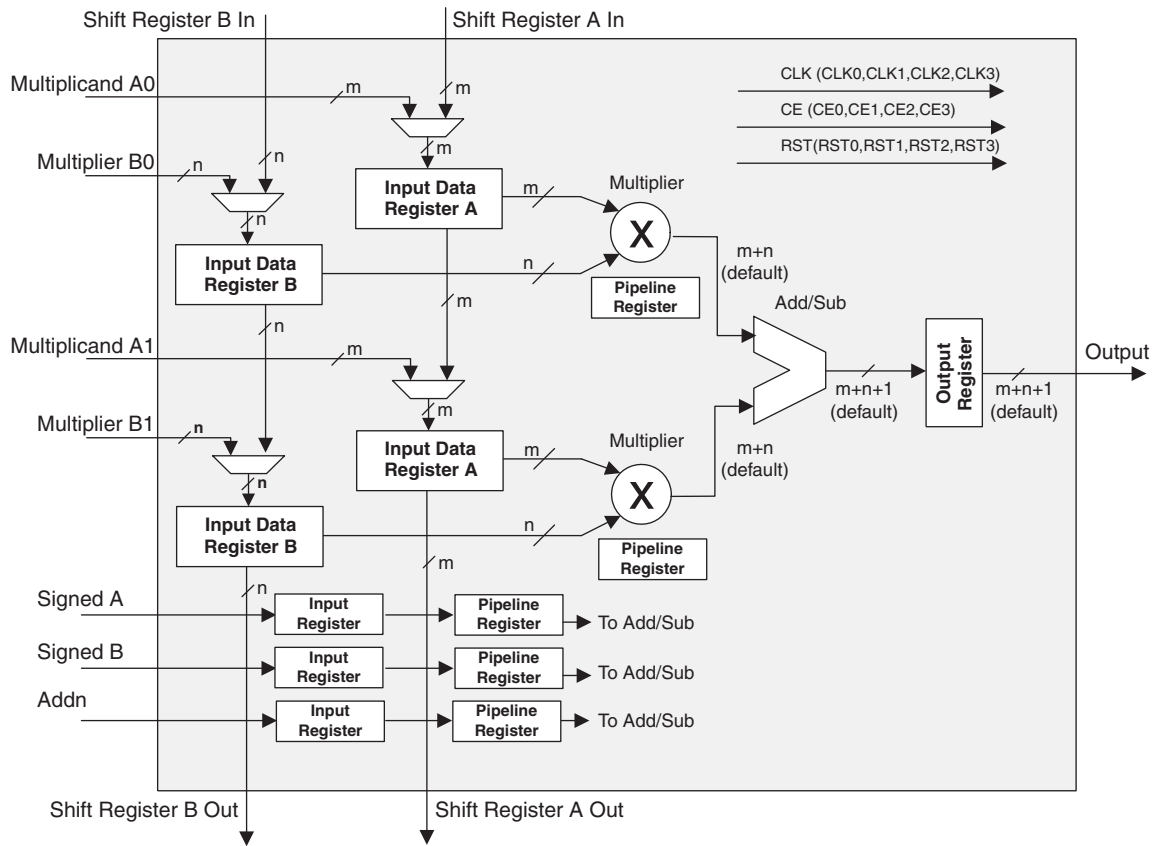 Shift Register B In
Shift Register A In
Multiplicand A0
m
m
CLK (CLK0,CLK1,CLK2,CLK3)
CE (CE0,CE1,CE2,CE3)
RST(RST0,RST1,RST2,RST3)
m
Multiplier B0
n
n
n
Input Data
Register A
m
Multiplier
X
m+n
(default)
Input Data
Register B
n
Pipeline
Register
m
n
Add/Sub
Multiplicand A1
m
m
Output
Register
Output
m+n+1
(default)
m+n+1
(default)
Multiplier B1
n
n
Input Data
Register A
m
Multiplier
X
m+n
(default)
Input Data
Register B
n
Pipeline
Register
m
n
Signed A
Input
Register
Pipeline
Register
To Add/Sub
Signed B
Input
Register
Pipeline
Register
To Add/Sub
Addn
Input
Register
Pipeline
Register
To Add/Sub
Shift Register B Out
Shift Register A Out